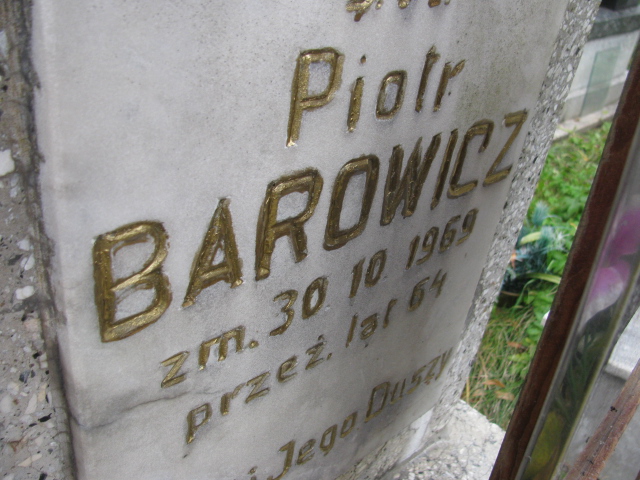 Piotr
BAROWICZ
zm. 30 10. 1969
przeż. lat 64
Jego Duszy